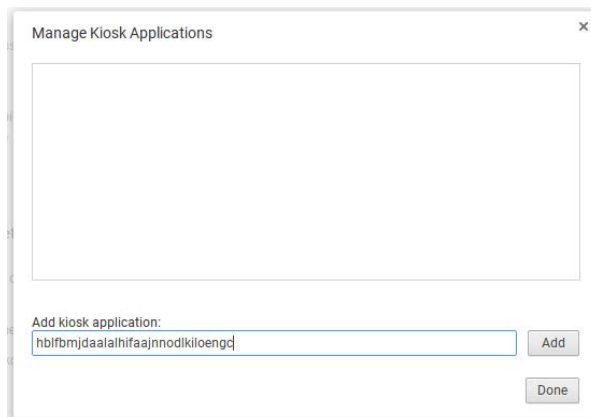 Manage Kiosk Applications
×
Add kiosk application:
hblfbmjdaalalhifaajnnodlkiloengc
Add
Done